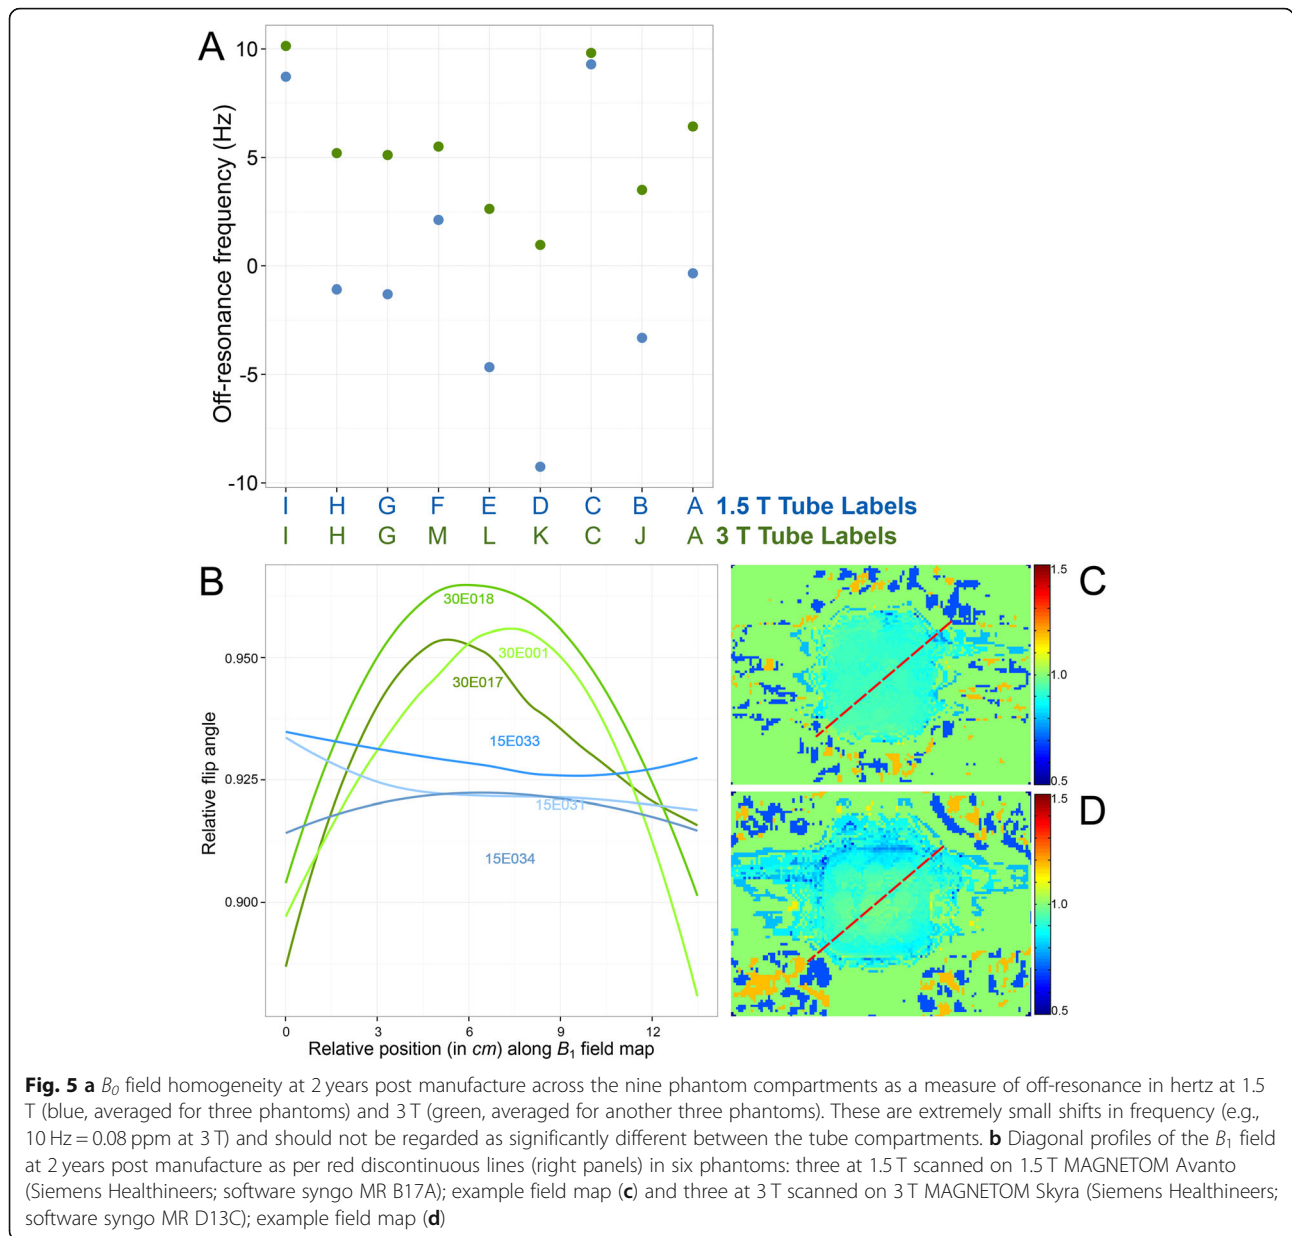 A
Off-resonance frequency (Hz)
10
5
0
-5
-10
I H G F E D C B A 1.5 T Tube Labels
I H G M L K C J A 3 T Tube Labels
B
Relative flip angle
0.950
0.925
0.900
30E018
30E001
30E017
15E033
15E031
15E034
0 3 6 9 12
Relative position (in cm) along B1 field map
C
1.5
1.0
0.5
D
1.5
1.0
0.5
Fig. 5 a B0 field homogeneity at 2 years post manufacture across the nine phantom compartments as a measure of off-resonance in hertz at 1.5
T (blue, averaged for three phantoms) and 3 T (green, averaged for another three phantoms). These are extremely small shifts in frequency (e.g.,
10 Hz = 0.08 ppm at 3 T) and should not be regarded as significantly different between the tube compartments. b Diagonal profiles of the B1 field
at 2 years post manufacture as per red discontinuous lines (right panels) in six phantoms: three at 1.5 T scanned on 1.5 T MAGNETOM Avanto
(Siemens Healthineers; software syngo MR B17A); example field map (c) and three at 3 T scanned on 3 T MAGNETOM Skyra (Siemens Healthineers;
software syngo MR D13C); example field map (d)